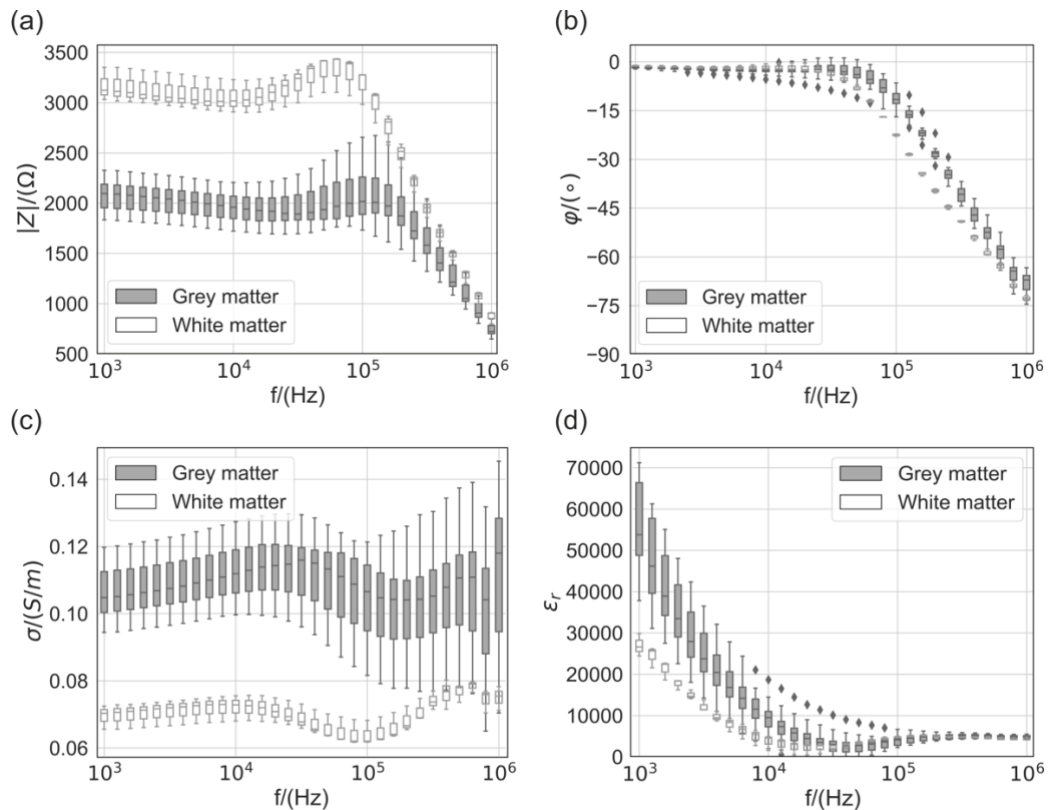 (a)
3500
3000
2500
2000
1500
1000
500
|Z|/(Ω)
Grey matter
White matter
10³ 10⁴ 10⁵ 10⁶
f/(Hz)
(b)
0
−15
−30
−45
−60
−75
−90
φ/(∘)
Grey matter
White matter
10³ 10⁴ 10⁵ 10⁶
f/(Hz)
(c)
0.14
0.12
0.10
0.08
0.06
σ/(S/m)
Grey matter
White matter
10³ 10⁴ 10⁵ 10⁶
f/(Hz)
(d)
70000
60000
50000
40000
30000
20000
10000
0
εᵣ
Grey matter
White matter
10³ 10⁴ 10⁵ 10⁶
f/(Hz)